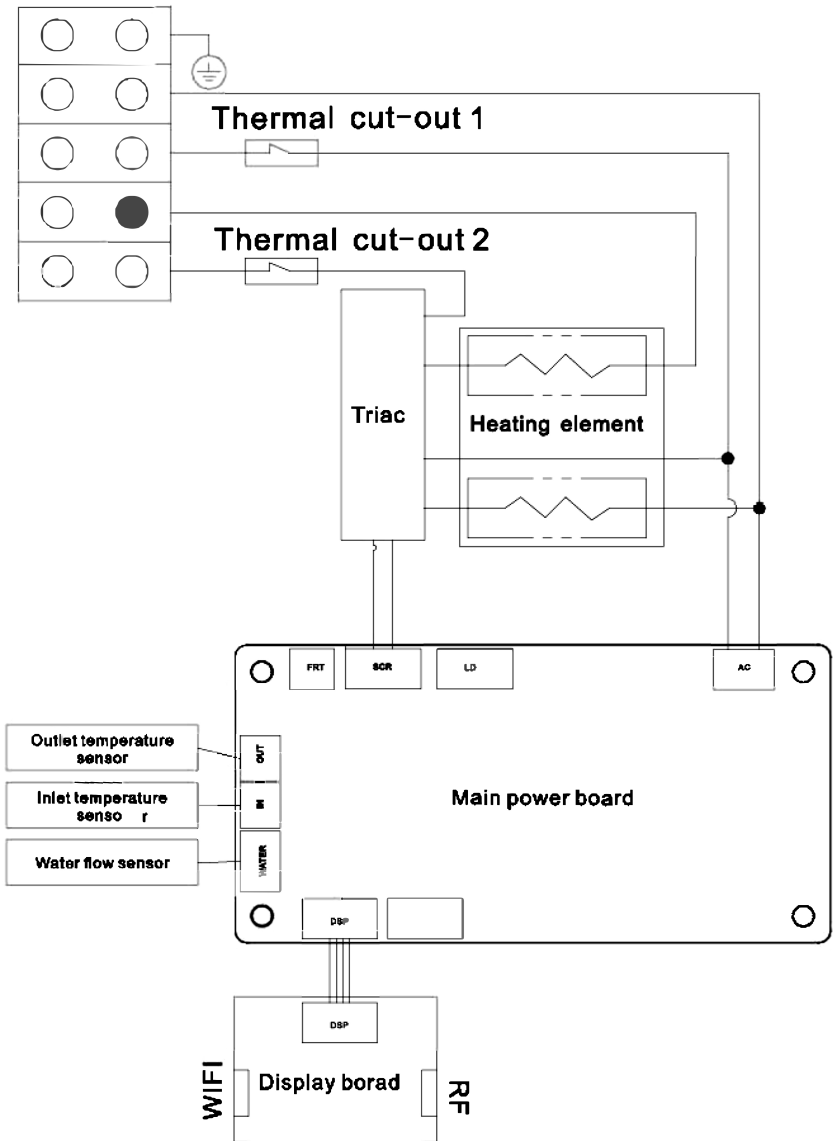 Thermal cut-out 1
Thermal cut-out 2
Triac
Heating element
FRT
SCR
LD
AC
Outlet temperature
sensor
OUT
Inlet temperature
senso r
IN
Main power board
Water flow sensor
WATER
DSP
DSP
WIFI
Display borad
RF